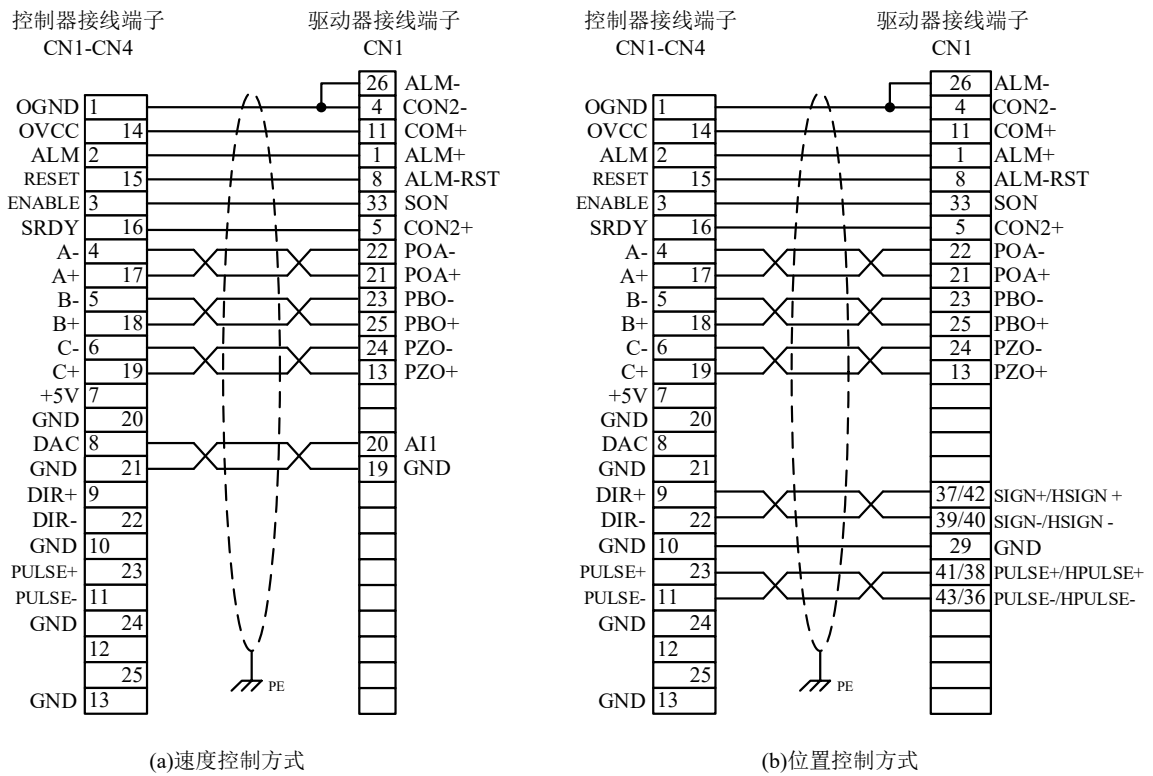 控制器接线端子
CN1-CN4
驱动器接线端子
CN1
26 ALM-
OGND 1 4 CON2-
OVCC 14 11 COM+
ALM 2 1 ALM+
RESET 15 8 ALM-RST
ENABLE 3 33 SON
SRDY 16 5 CON2+
A- 4 22 POA-
A+ 17 21 POA+
B- 5 23 PBO-
B+ 18 25 PBO+
C- 6 24 PZO-
C+ 19 13 PZO+
+5V 7
GND 20
DAC 8 20 AI1
GND 21 19 GND
DIR+ 9
DIR- 22
GND 10
PULSE+ 23
PULSE- 11
GND 24
12
25
GND 13
PE
(a)速度控制方式
控制器接线端子
CN1-CN4
驱动器接线端子
CN1
26 ALM-
OGND 1 4 CON2-
OVCC 14 11 COM+
ALM 2 1 ALM+
RESET 15 8 ALM-RST
ENABLE 3 33 SON
SRDY 16 5 CON2+
A- 4 22 POA-
A+ 17 21 POA+
B- 5 23 PBO-
B+ 18 25 PBO+
C- 6 24 PZO-
C+ 19 13 PZO+
+5V 7
GND 20
DAC 8
GND 21
DIR+ 9 37/42 SIGN+/HSIGN +
DIR- 22 39/40 SIGN-/HSIGN -
GND 10 29 GND
PULSE+ 23 41/38 PULSE+/HPULSE+
PULSE- 11 43/36 PULSE-/HPULSE-
GND 24
12
25
GND 13
PE
(b)位置控制方式